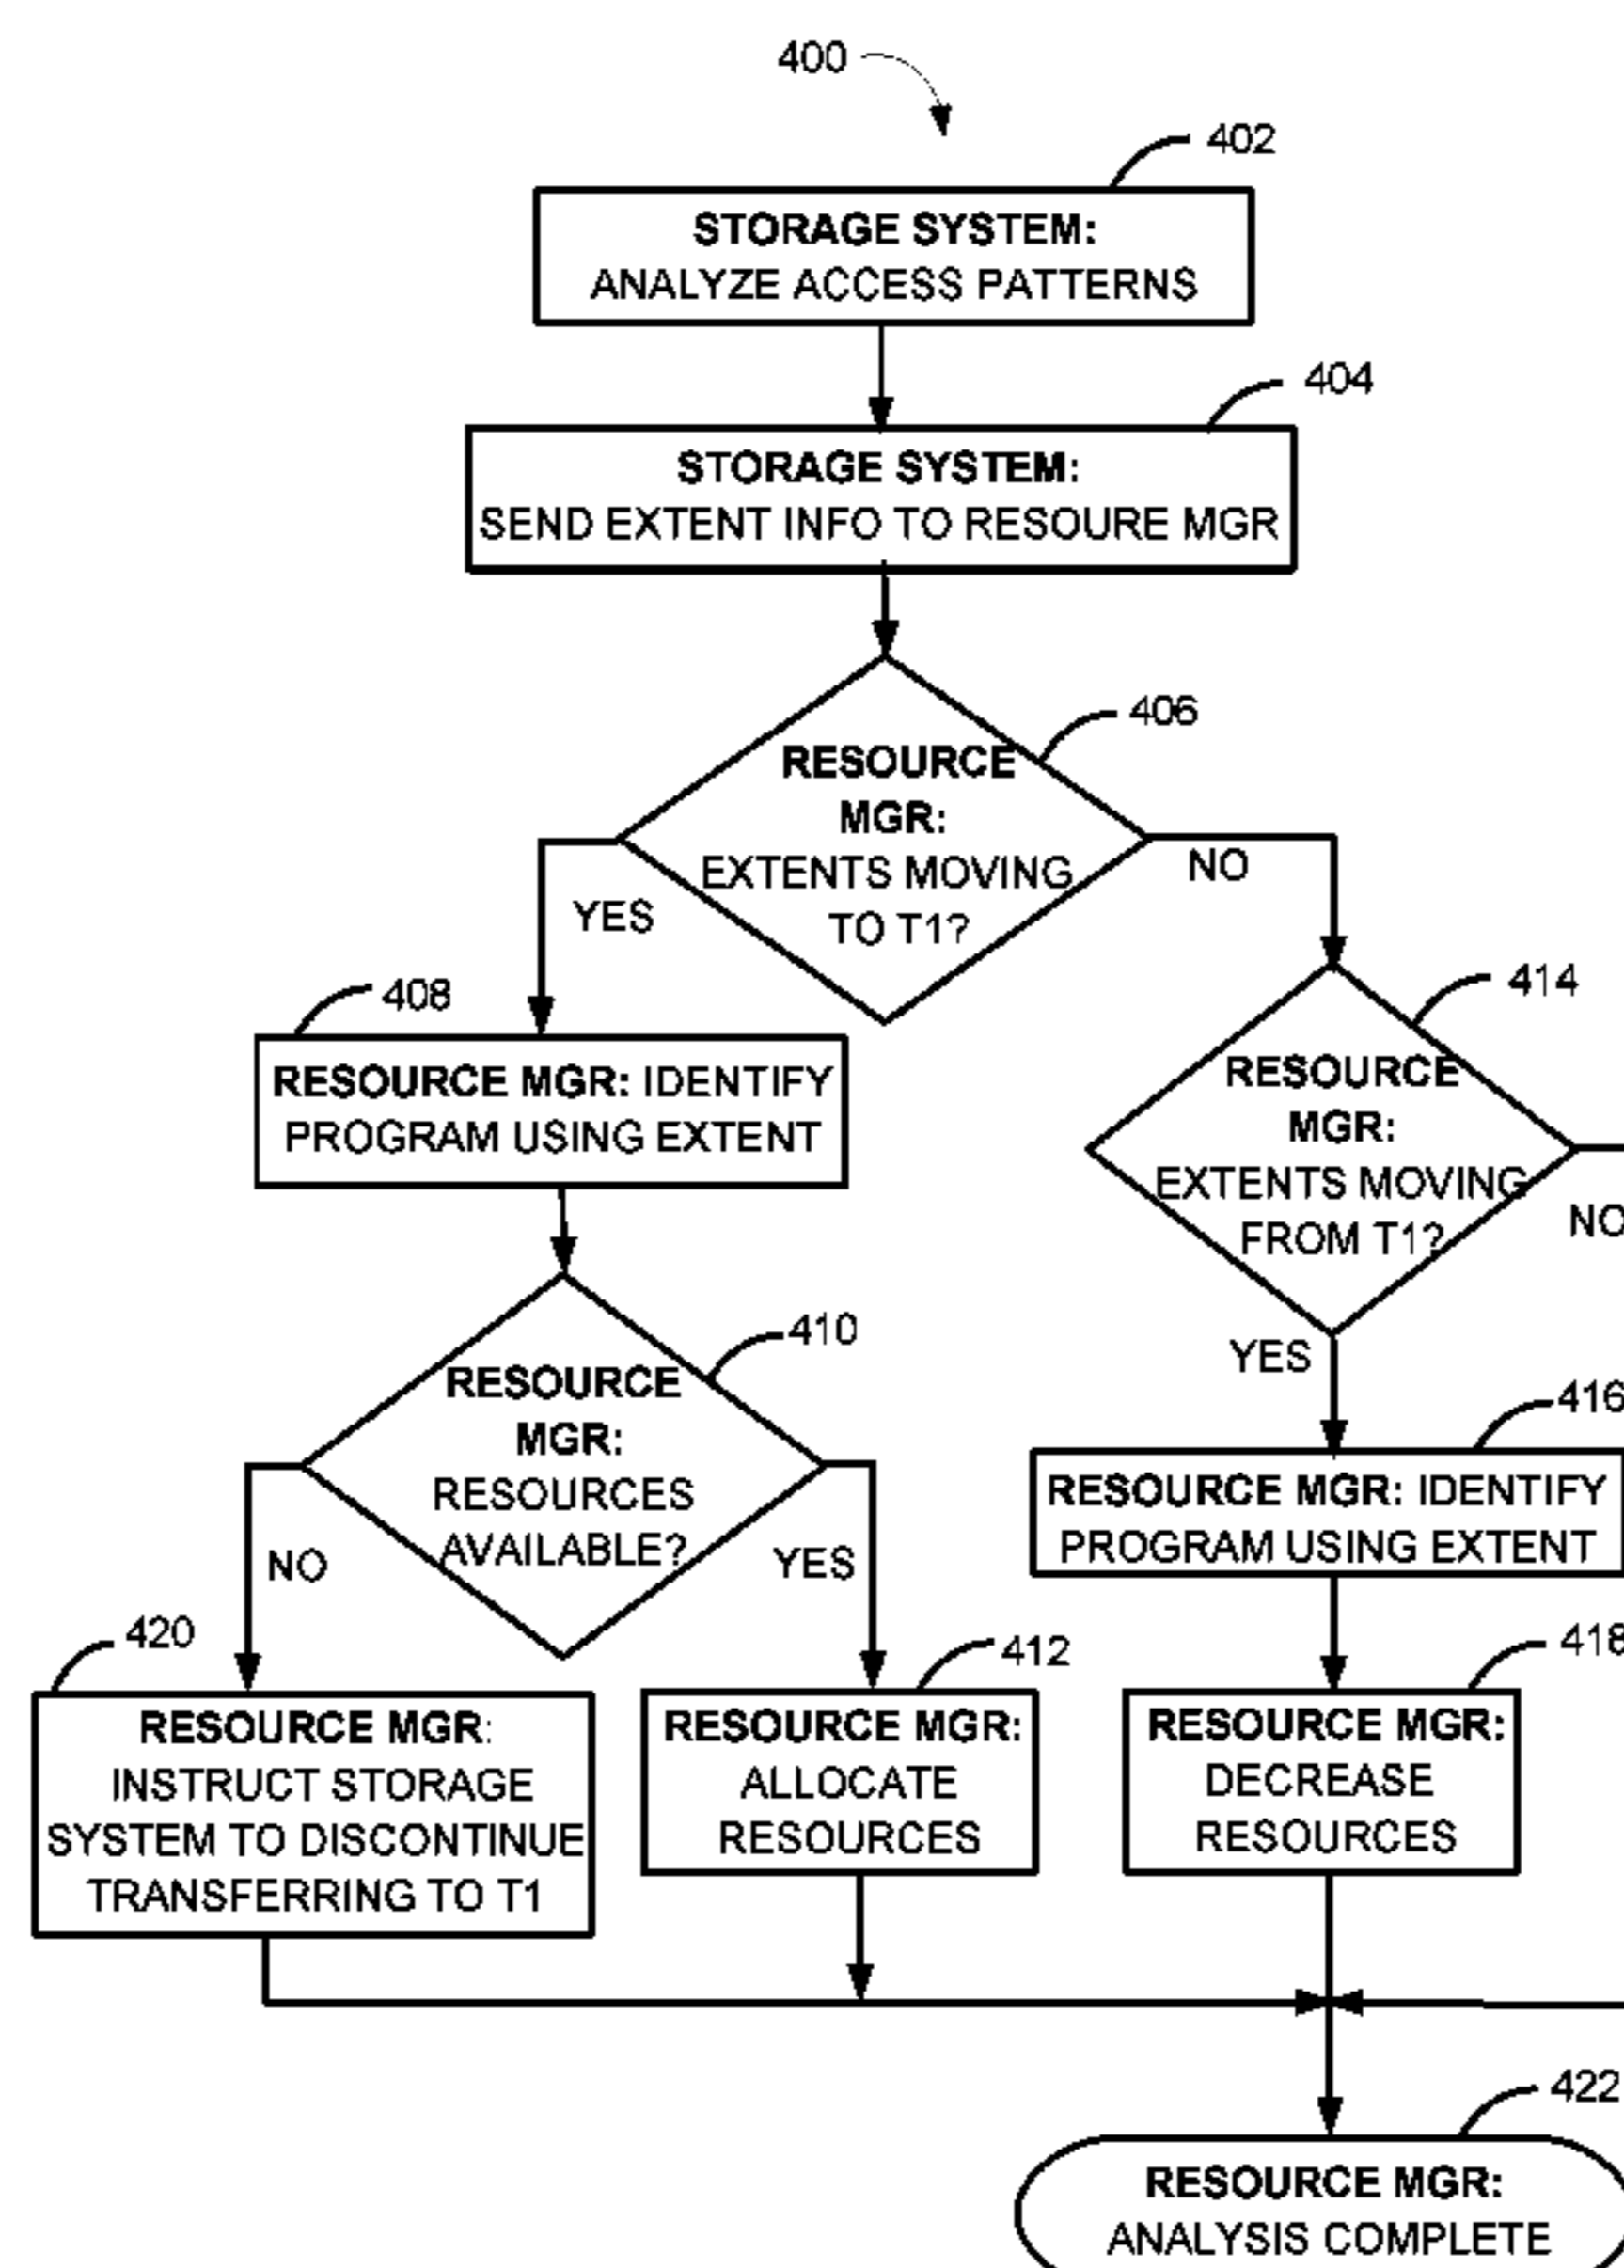 400
402
STORAGE SYSTEM:
ANALYZE ACCESS PATTERNS
404
STORAGE SYSTEM:
SEND EXTENT INFO TO RESOURE MGR
406
RESOURCE
MGR:
EXTENTS MOVING
TO T1?
YES
NO
408
RESOURCE MGR: IDENTIFY
PROGRAM USING EXTENT
414
RESOURCE
MGR:
EXTENTS MOVING
FROM T1?
NO
YES
410
RESOURCE
MGR:
RESOURCES
AVAILABLE?
NO
YES
416
RESOURCE MGR: IDENTIFY
PROGRAM USING EXTENT
420
RESOURCE MGR:
INSTRUCT STORAGE
SYSTEM TO DISCONTINUE
TRANSFERRING TO T1
412
RESOURCE MGR:
ALLOCATE
RESOURCES
418
RESOURCE MGR:
DECREASE
RESOURCES
422
RESOURCE MGR:
ANALYSIS COMPLETE